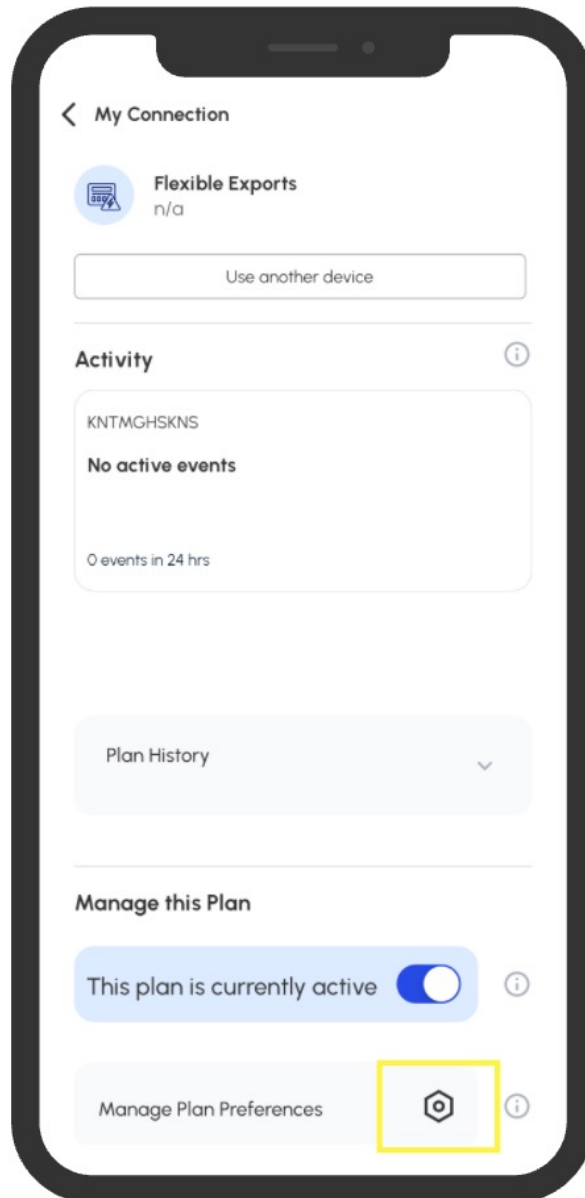 My Connection
Flexible Exports
n/a
Use another device
Activity
KNTMGHSKNS
No active events
0 events in 24 hrs
Plan History
Manage this Plan
This plan is currently active
Manage Plan Preferences